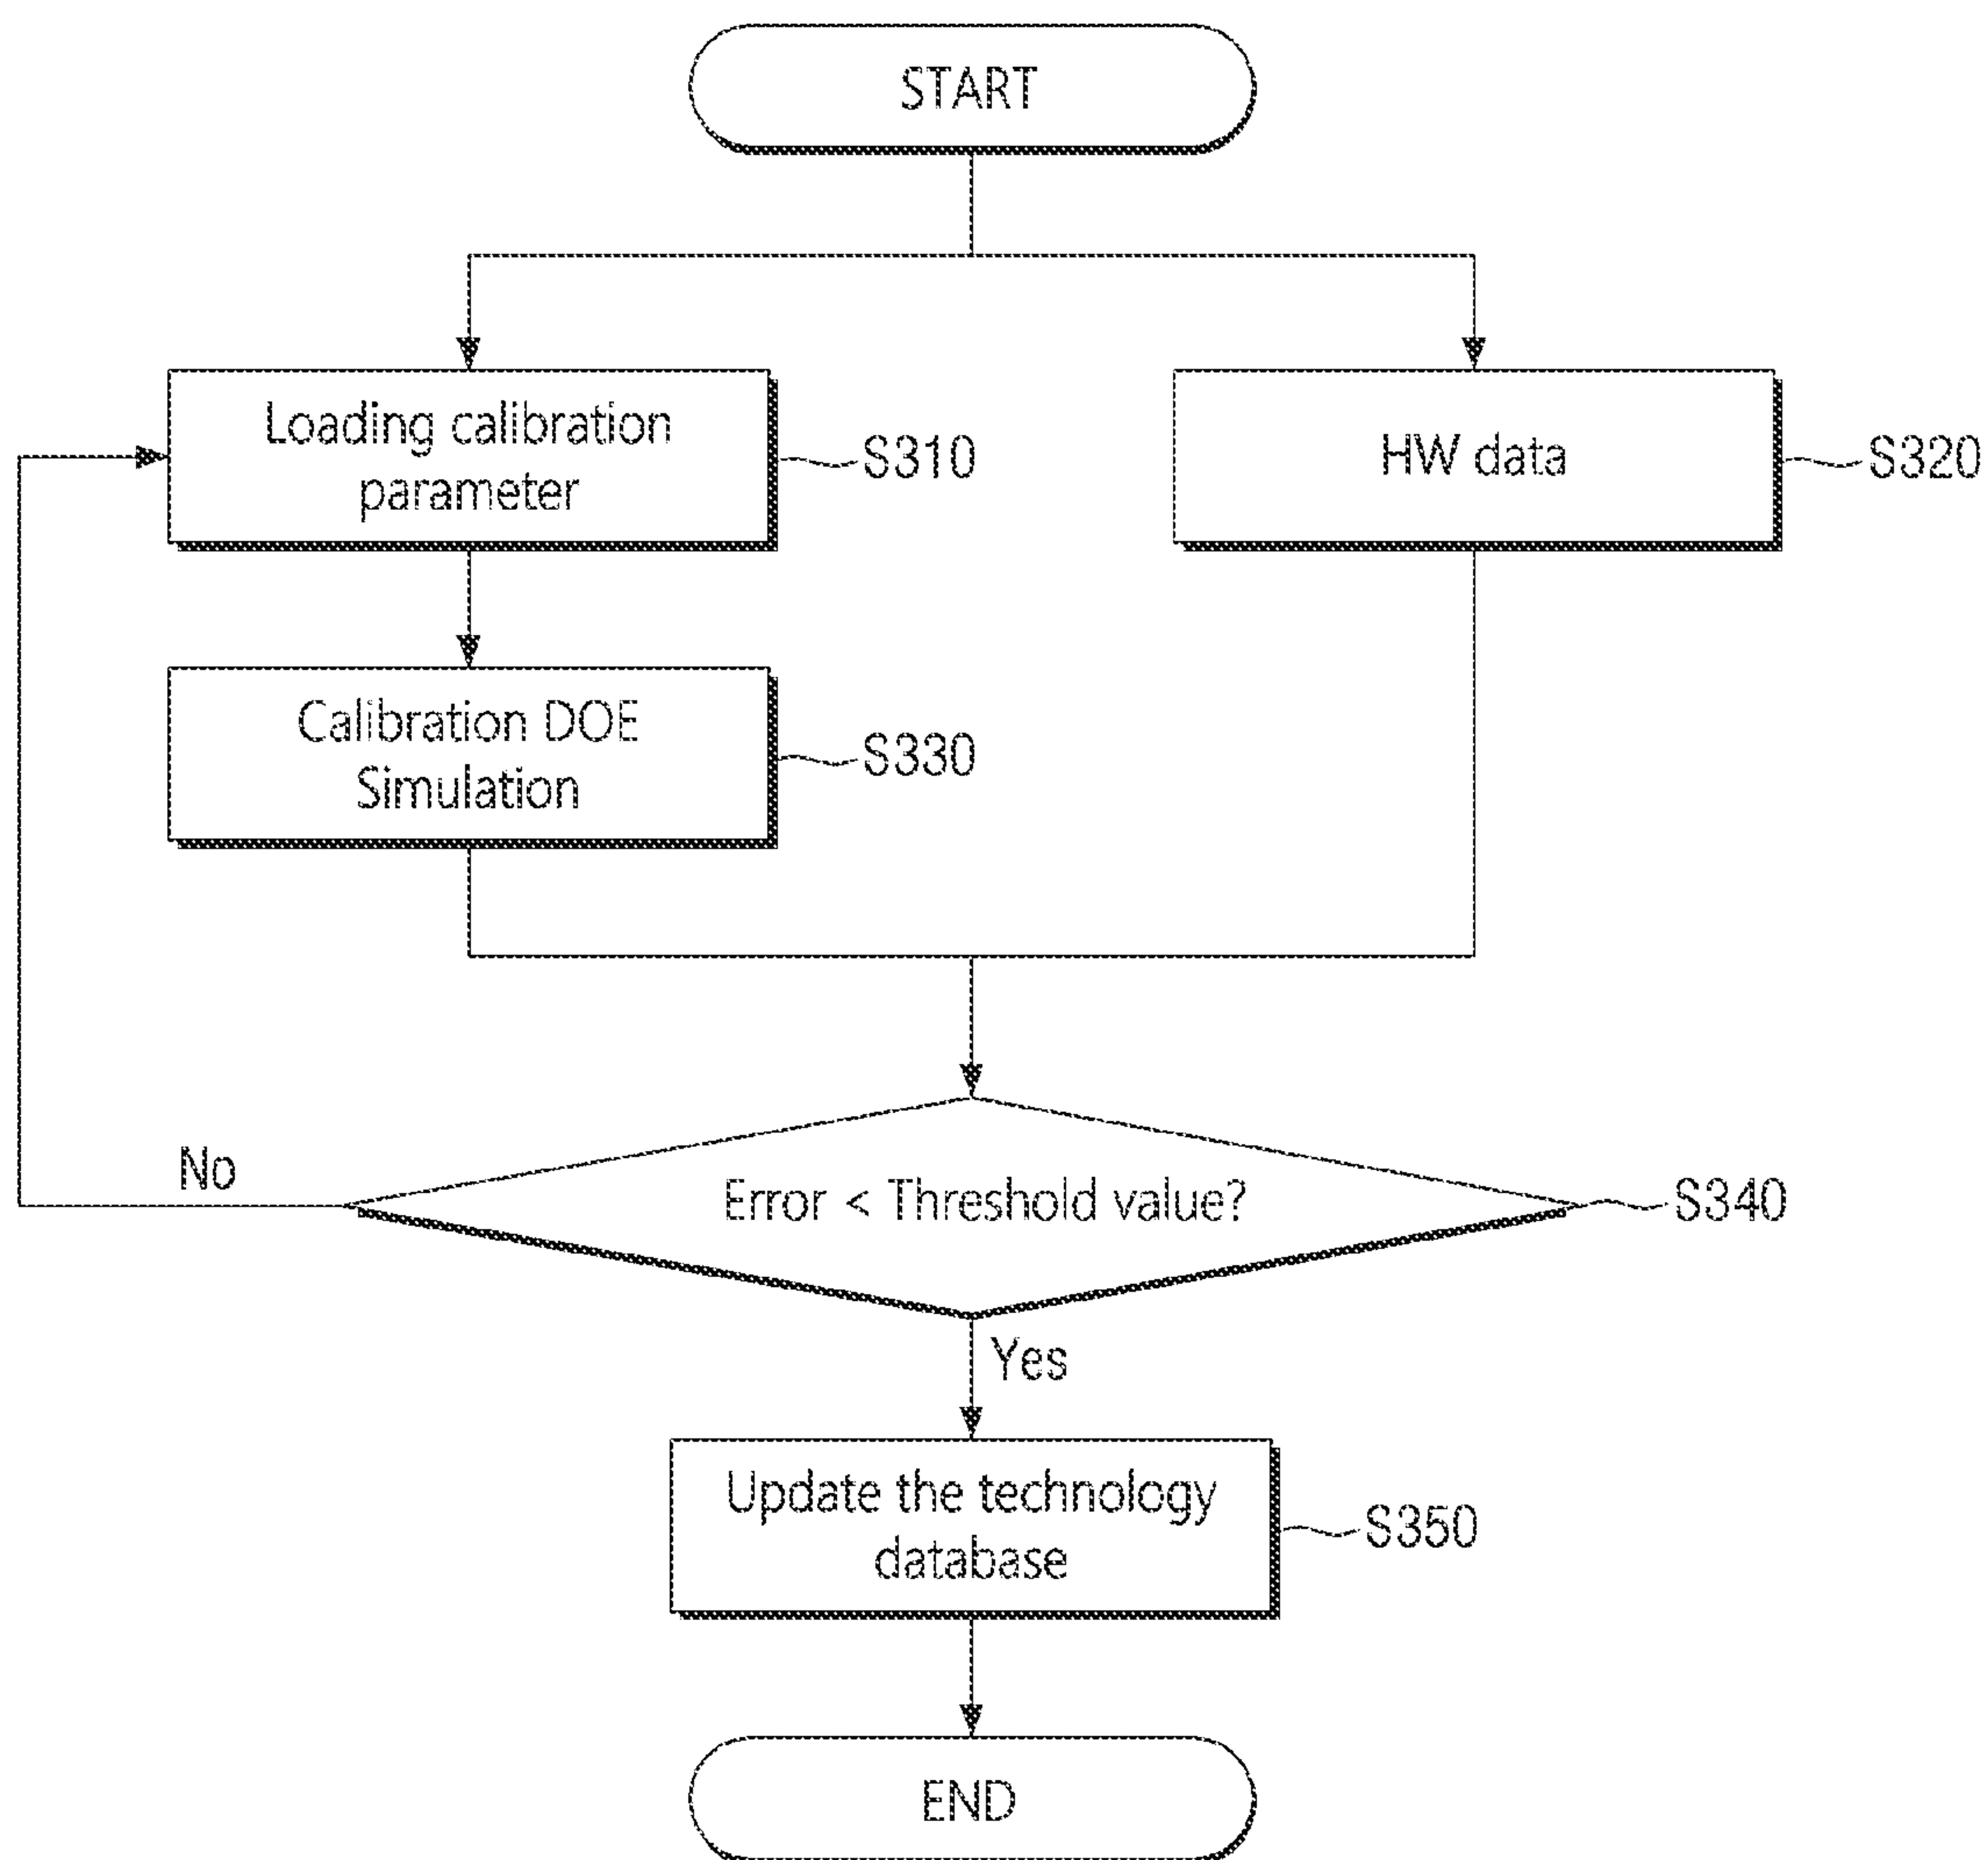 START
Loading calibration
parameter
S310
HW data
S320
Calibration DOE
Simulation
S330
No
Error < Threshold value?
S340
Yes
Update the technology
database
S350
END